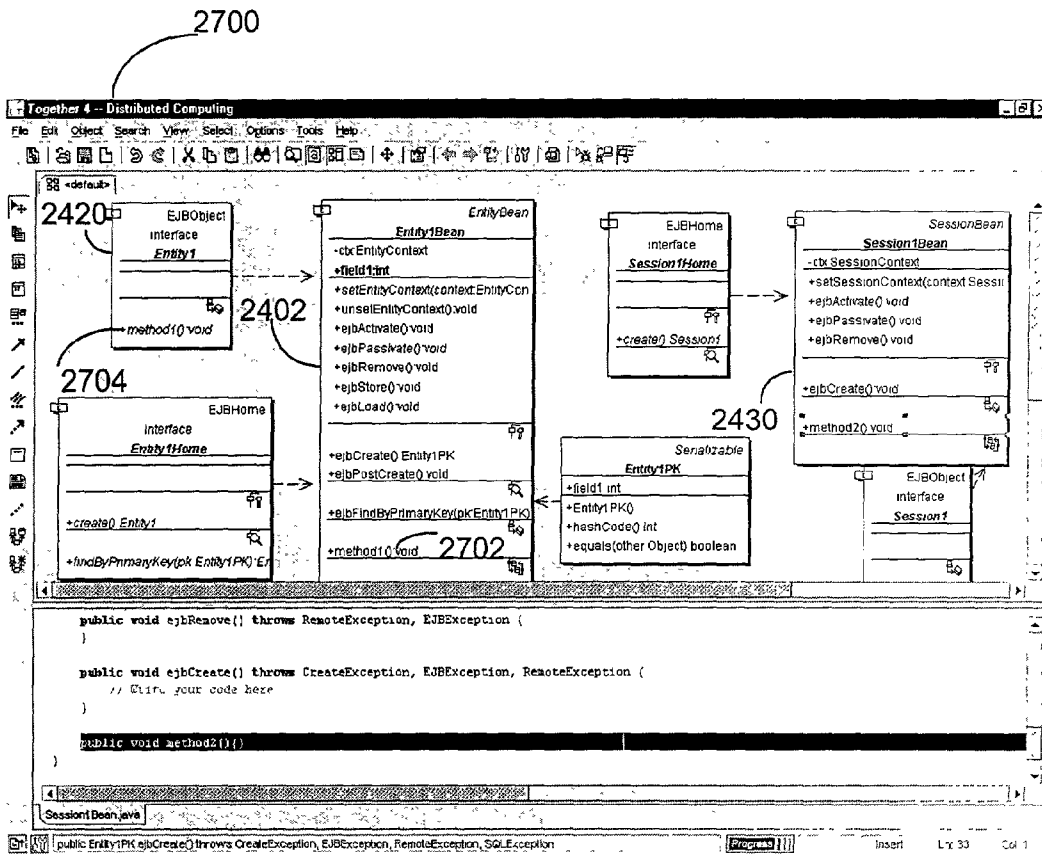 2700
Together 4 -- Distributed Computing
File Edit Object Search View Select Options Tools Help
<default>
2420
EJBObject
interface
Entity1
+method1():void
2704
EJBHome
interface
Entity1Home
+create() Entity1
+findByPrimaryKey(pk Entity1PK) Er
EntityBean
Entity1Bean
-ctx EntityContext
+field1:int
+setEntityContext(context:EntityCon
+unsetEntityContext():void
+ejbActivate():void
+ejbPassivate():void
+ejbRemove():void
+ejbStore():void
+ejbLoad():void
+ejbCreate() Entity1PK
+ejbPostCreate() void
+ejbFindByPrimaryKey(pk Entity1PK)
+method1():void
2402
2702
EJBHome
interface
Session1Home
+create() Session1
Serializable
Entity1PK
+field1 int
+Entity1PK()
+hashCode() int
+equals(other Object) boolean
SessionBean
Session1Bean
-ctx SessionContext
+setSessionContext(context Sessi
+ejbActivate() void
+ejbPassivate() void
+ejbRemove() void
+ejbCreate() void
+method2() void
2430
EJBObject
interface
Session1
public void ejbRemove() throws RemoteException, EJBException {
}
public void ejbCreate() throws CreateException, EJBException, RemoteException {
// your code here
}
public void method2(){}
}
Session1Bean.java
public Entity1PK ejbCreate() throws CreateException, EJBException, RemoteException, SQLException
Progress
Insert
Ln: 33
Col 1